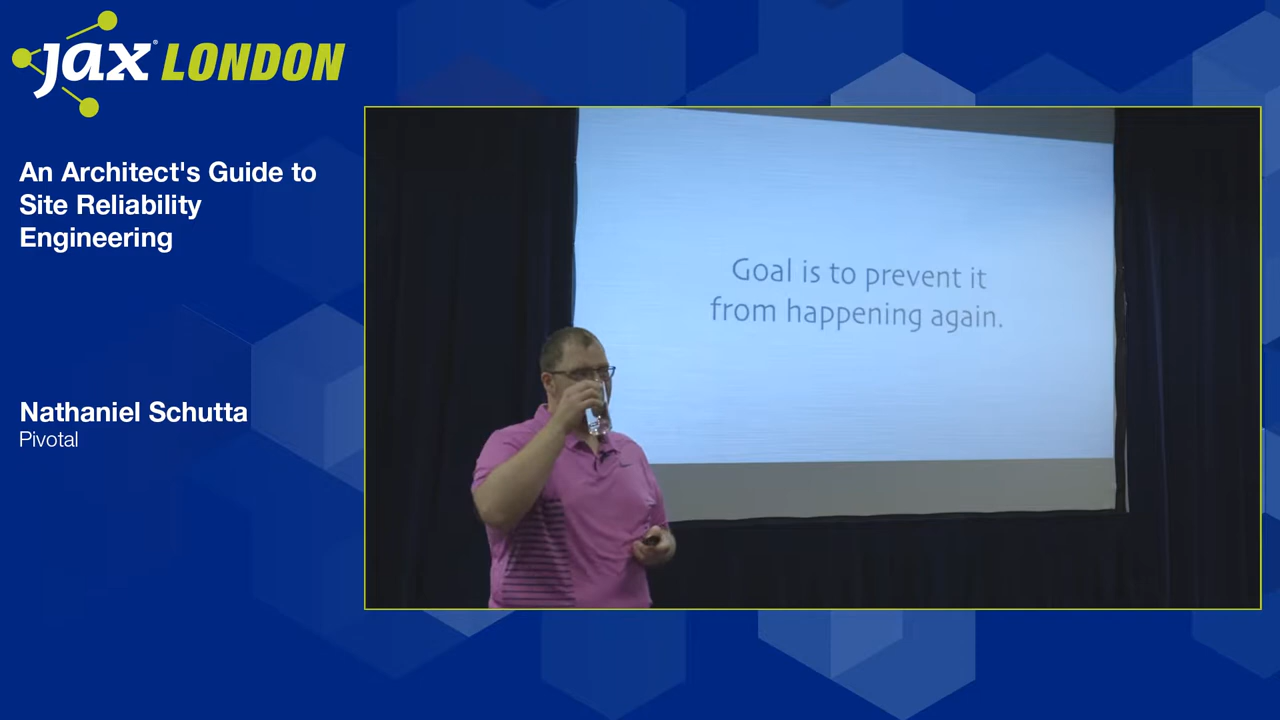 jax® LONDON
An Architect's Guide to
Site Reliability
Engineering
Nathaniel Schutta
Pivotal
Goal is to prevent it
from happening again.